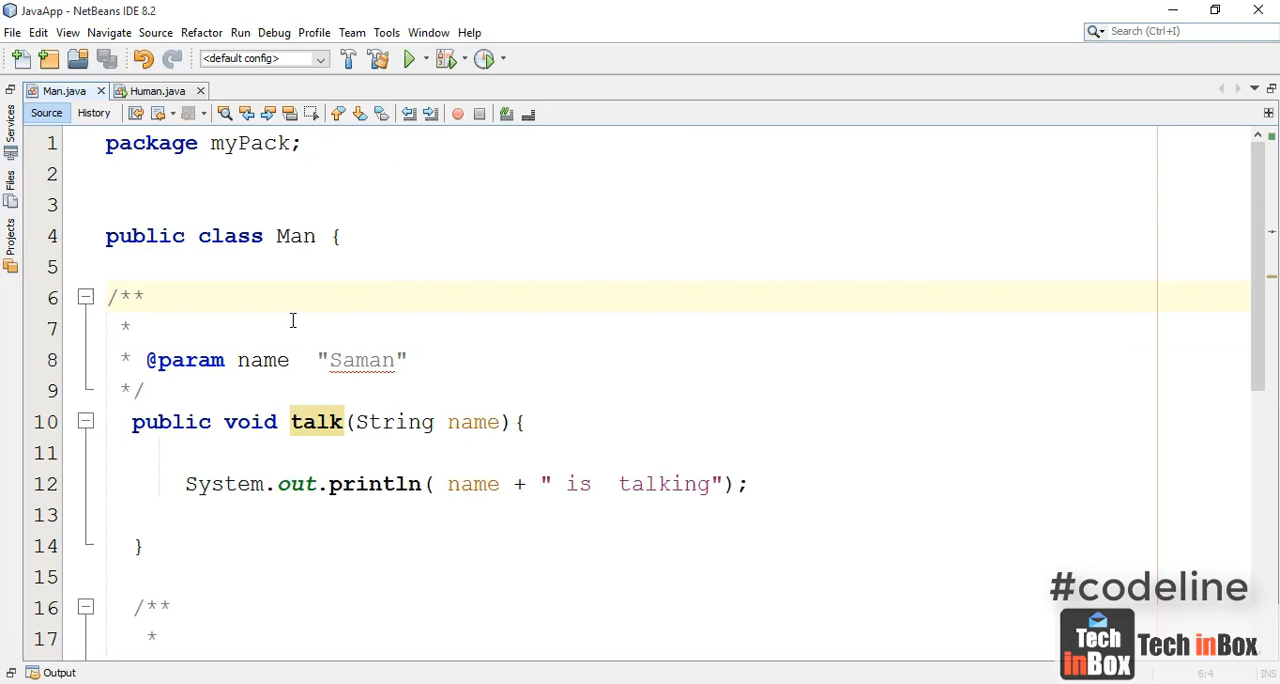 JavaApp - NetBeans IDE 8.2
File Edit View Navigate Source Refactor Run Debug Profile Team Tools Window Help
Search (Ctrl+I)
<default config>
Man.java
Human.java
Source History
Services
Files
Projects
1 package myPack;
2
3
4 public class Man {
5
6 /**
7 *
8 * @param name "Saman"
9 */
10 public void talk(String name){
11
12 System.out.println( name + " is  talking");
13
14 }
15
16 /**
17 *
#codeline
Tech inBox
Tech inBox
Output
6:4 INS